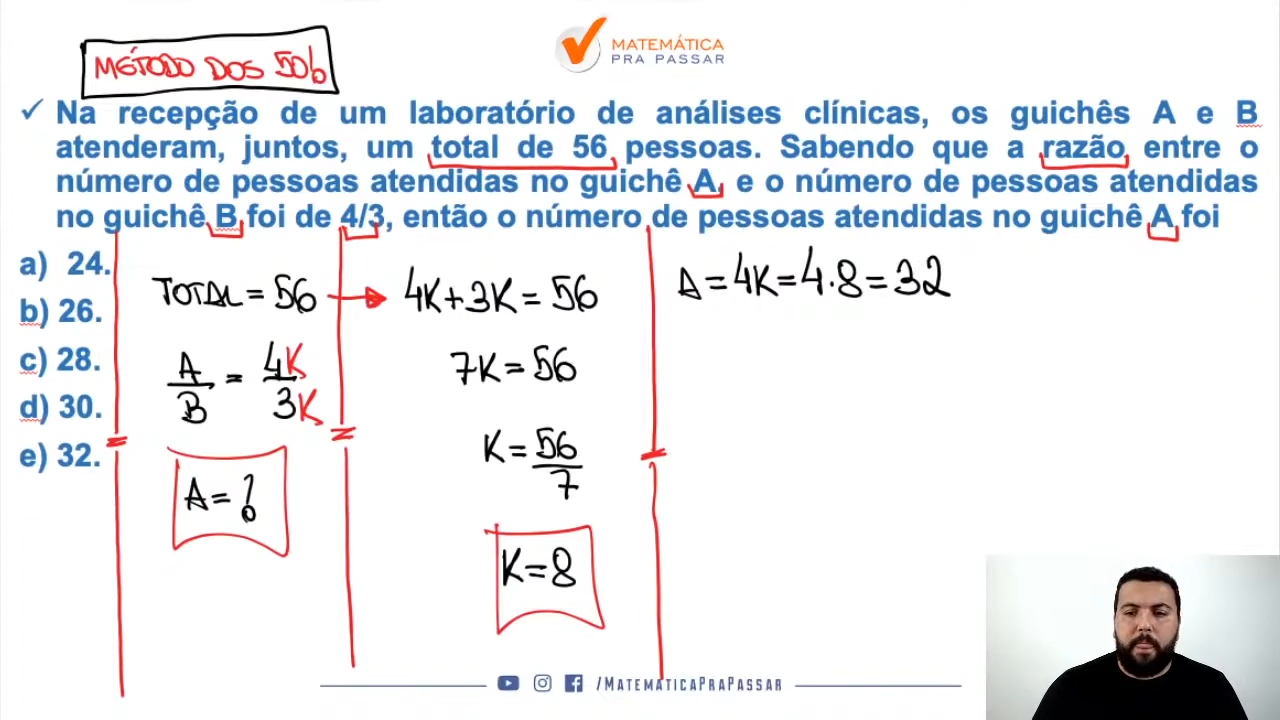 MÉTODO DOS 50%
MATEMÁTICA
PRA PASSAR
✓ Na recepção de um laboratório de análises clínicas, os guichês A e B
atenderam, juntos, um total de 56 pessoas. Sabendo que a razão entre o
número de pessoas atendidas no guichê A, e o número de pessoas atendidas
no guichê B foi de 4/3, então o número de pessoas atendidas no guichê A foi
a) 24.
b) 26.
c) 28.
d) 30.
e) 32.
TOTAL = 56
A/B = 4K/3K
A = ?
4K+3K = 56
7K = 56
K = 56/7
K = 8
A = 4K = 4.8 = 32
/MatemáticaPraPassar